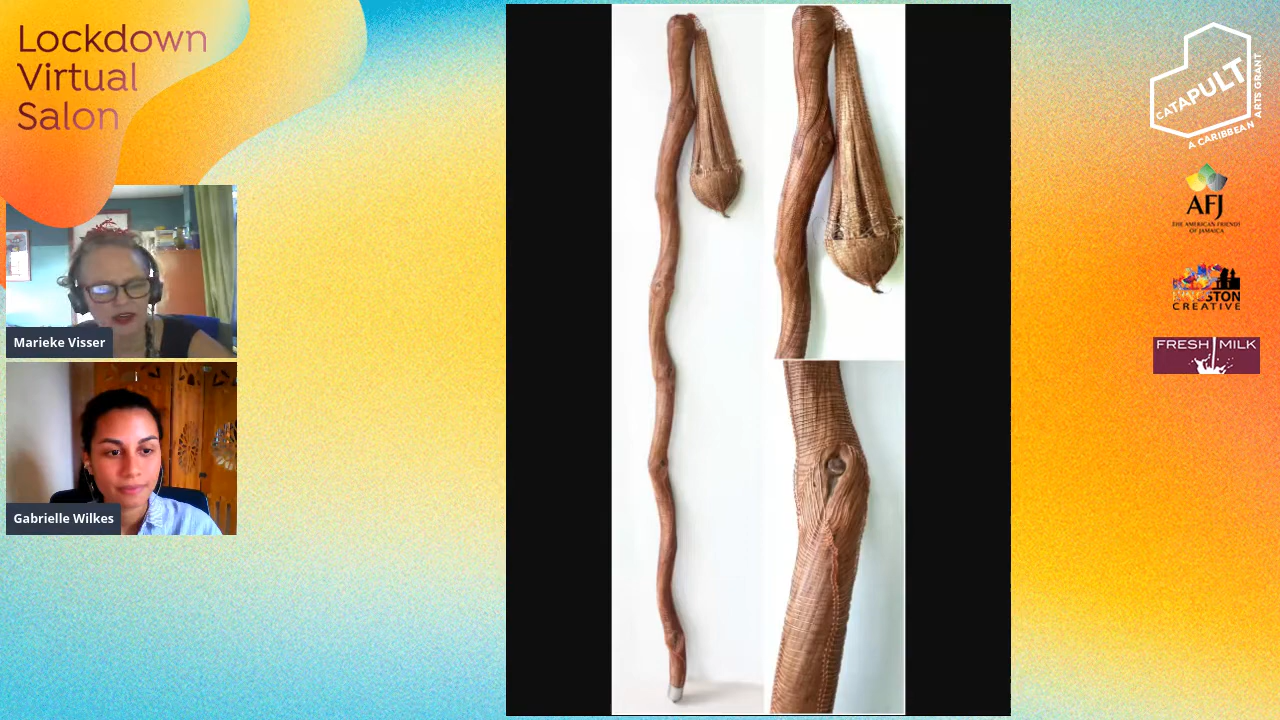 Lockdown
Virtual
Salon
Marieke Visser
Gabrielle Wilkes
CATAPULT
A CARIBBEAN
ARTS GRANT
AFJ
THE AMERICAN FRIENDS
OF JAMAICA
KINGSTON
CREATIVE
FRESH MILK